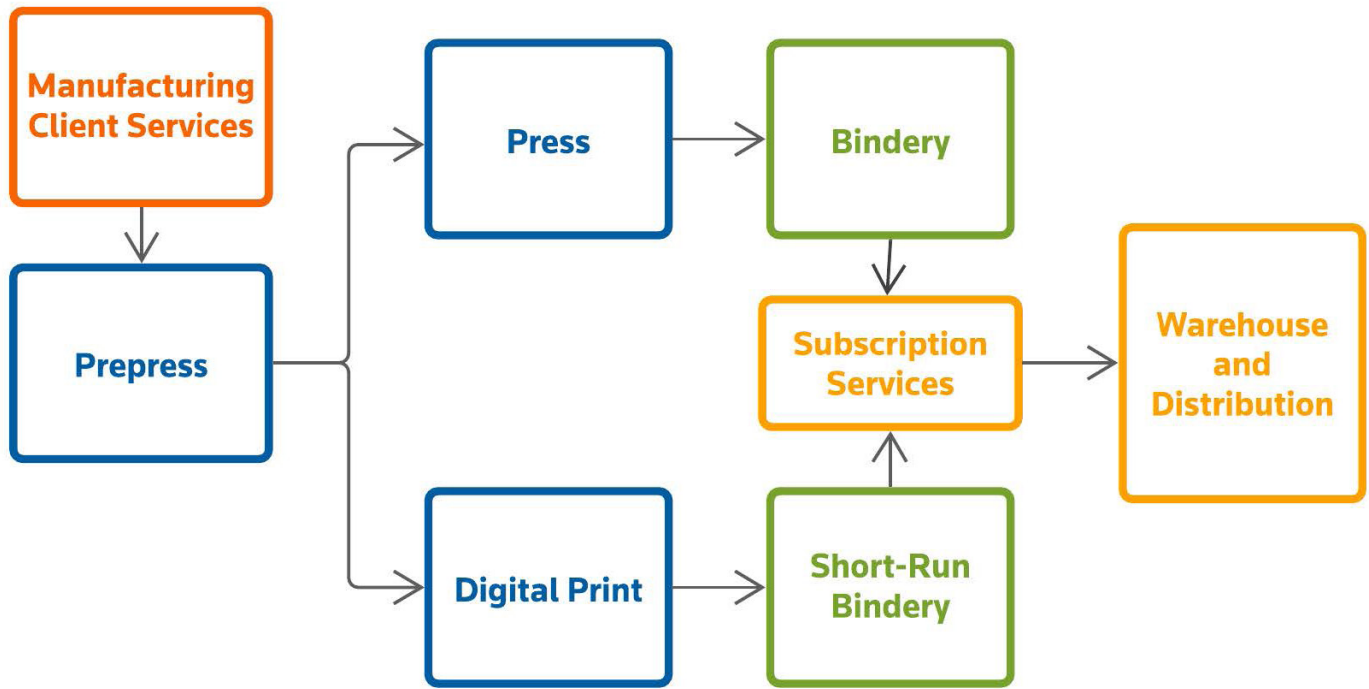 Manufacturing
Client Services
Prepress
Press
Bindery
Digital Print
Short-Run
Bindery
Subscription
Services
Warehouse
and
Distribution